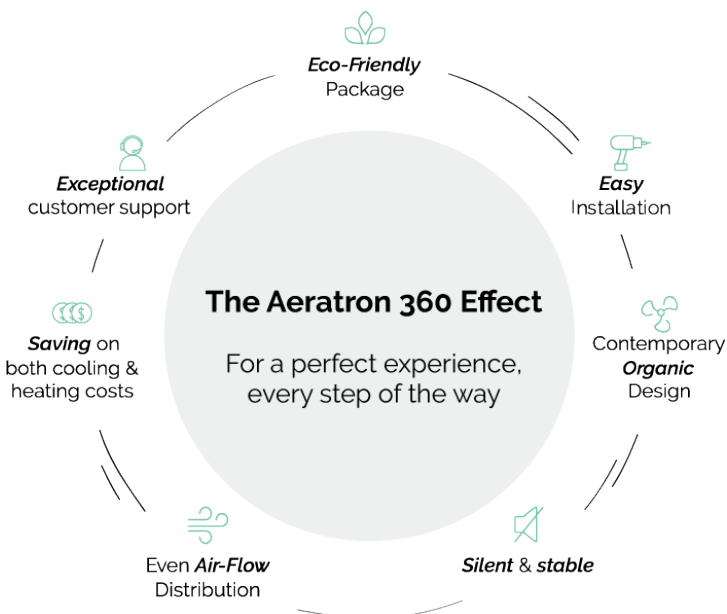 Eco-Friendly
Package
Easy
Installation
Contemporary
Organic
Design
Silent & stable
Even Air-Flow
Distribution
Saving on
both cooling &
heating costs
Exceptional
customer support
The Aeratron 360 Effect
For a perfect experience,
every step of the way